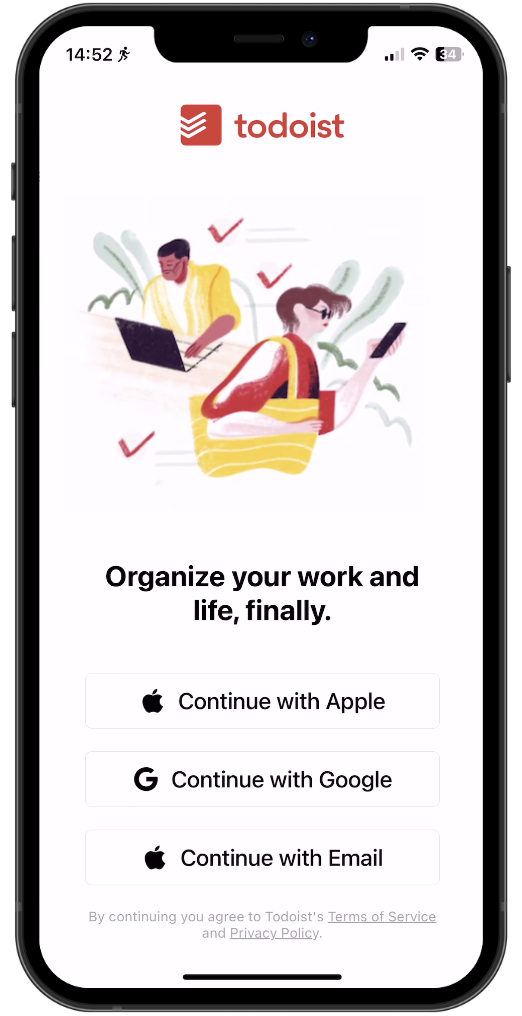 14:52
34
todoist
Organize your work and
life, finally.
Continue with Apple
G Continue with Google
Continue with Email
By continuing you agree to Todoist's Terms of Service
and Privacy Policy.